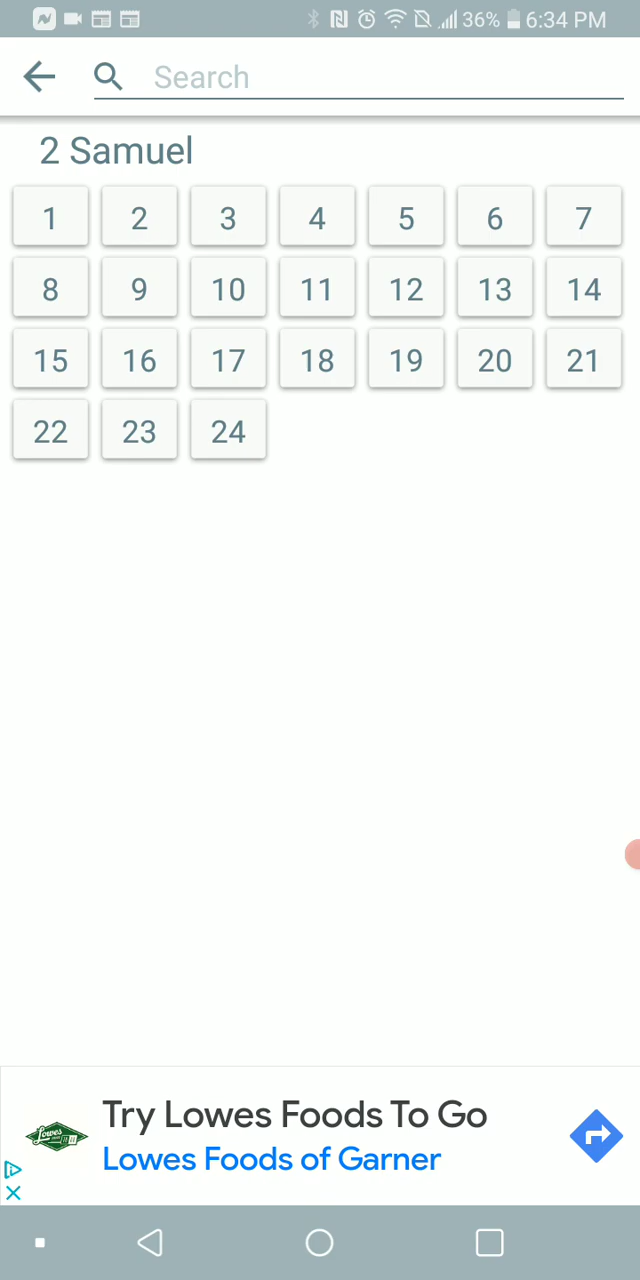 36% 6:34 PM
Search
2 Samuel
1 2 3 4 5 6 7
8 9 10 11 12 13 14
15 16 17 18 19 20 21
22 23 24
Lowes
Try Lowes Foods To Go
Lowes Foods of Garner